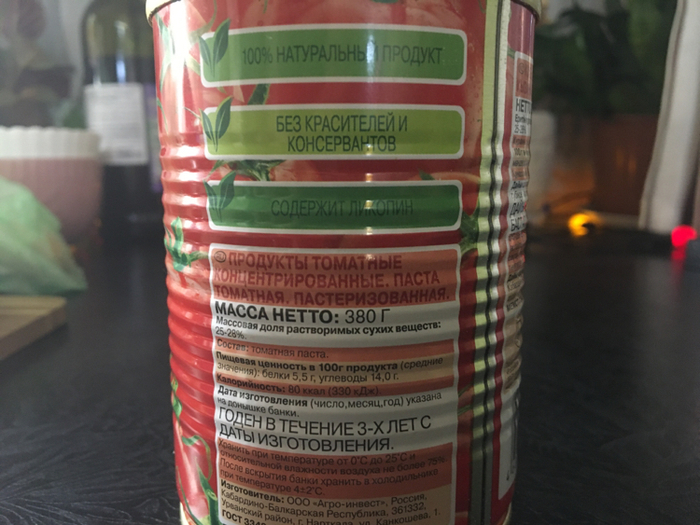 100% НАТУРАЛЬНЫЙ ПРОДУКТ
БЕЗ КРАСИТЕЛЕЙ И
КОНСЕРВАНТОВ
СОДЕРЖИТ ЛИКОПИН
ПРОДУКТЫ ТОМАТНЫЕ
КОНЦЕНТРИРОВАННЫЕ. ПАСТА
ТОМАТНАЯ. ПАСТЕРИЗОВАННАЯ.
МАССА НЕТТО: 380 Г
Массовая доля растворимых сухих веществ:
25-28%.
Состав: томатная паста.
Пищевая ценность в 100г продукта (средние
значения): белки 5,5 г, углеводы 14,0 г.
Калорийность: 80 ккал (330 кДж).
Дата изготовления (число,месяц,год) указана
на донышке банки.
ГОДЕН В ТЕЧЕНИЕ 3-Х ЛЕТ С
ДАТЫ ИЗГОТОВЛЕНИЯ.
Хранить при температуре от 0°С до 25°С и
относительной влажности воздуха не более 75%.
После вскрытия банки хранить в холодильнике
при температуре 4±2°С.
Изготовитель: ООО «Агро-инвест», Россия,
Кабардино-Балкарская Республика, 361332,
Урванский район, г. Нарткала, ул. Канкошева, 1.
ГОСТ
НЕТТ